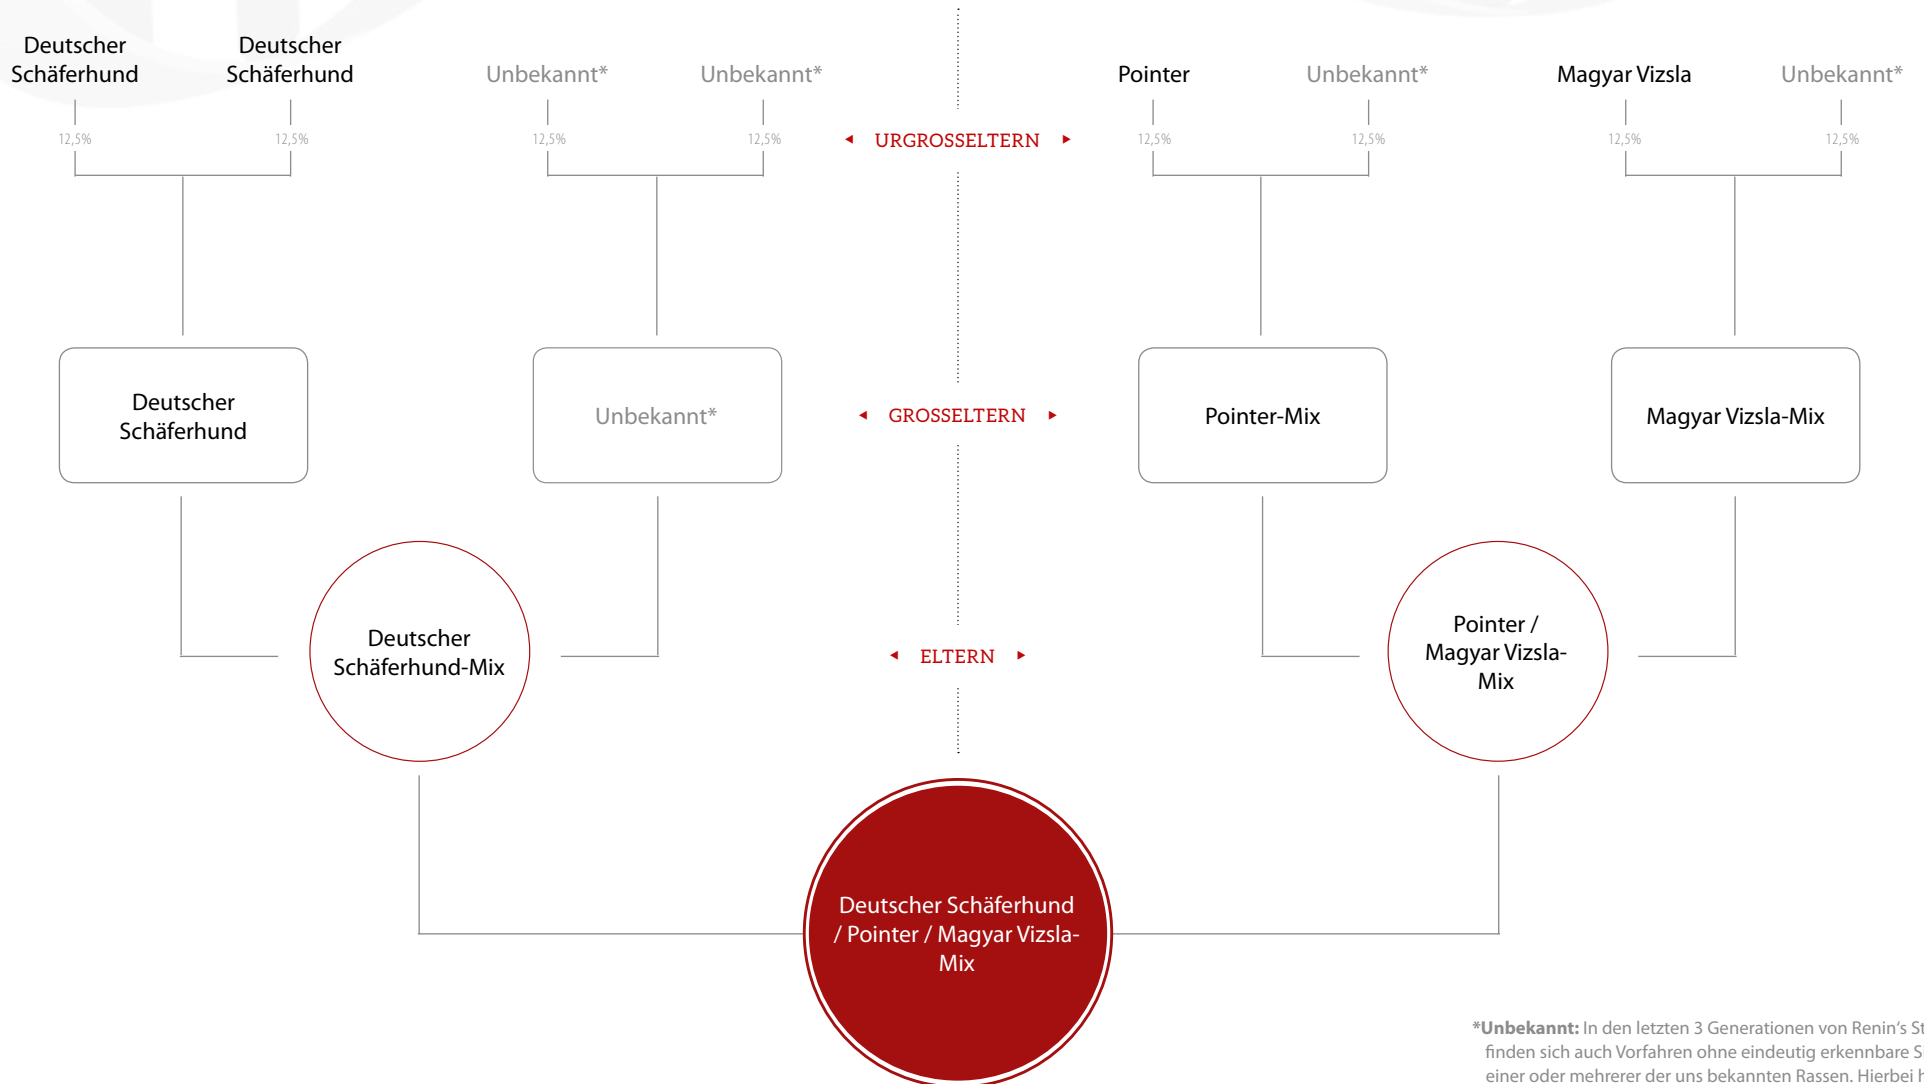 Deutscher
Schäferhund
Deutscher
Schäferhund
Unbekannt*
Unbekannt*
Pointer
Unbekannt*
Magyar Vizsla
Unbekannt*
12,5%
12,5%
12,5%
12,5%
URGROSSELTERN
12,5%
12,5%
12,5%
12,5%
Deutscher
Schäferhund
Unbekannt*
GROSSELTERN
Pointer-Mix
Magyar Vizsla-Mix
Deutscher
Schäferhund-Mix
ELTERN
Pointer /
Magyar Vizsla-
Mix
Deutscher Schäferhund
/ Pointer / Magyar Vizsla-
Mix
*Unbekannt: In den letzten 3 Generationen von Renin's
finden sich auch Vorfahren ohne eindeutig erkennbare
einer oder mehrerer der uns bekannten Rassen. Hierbei